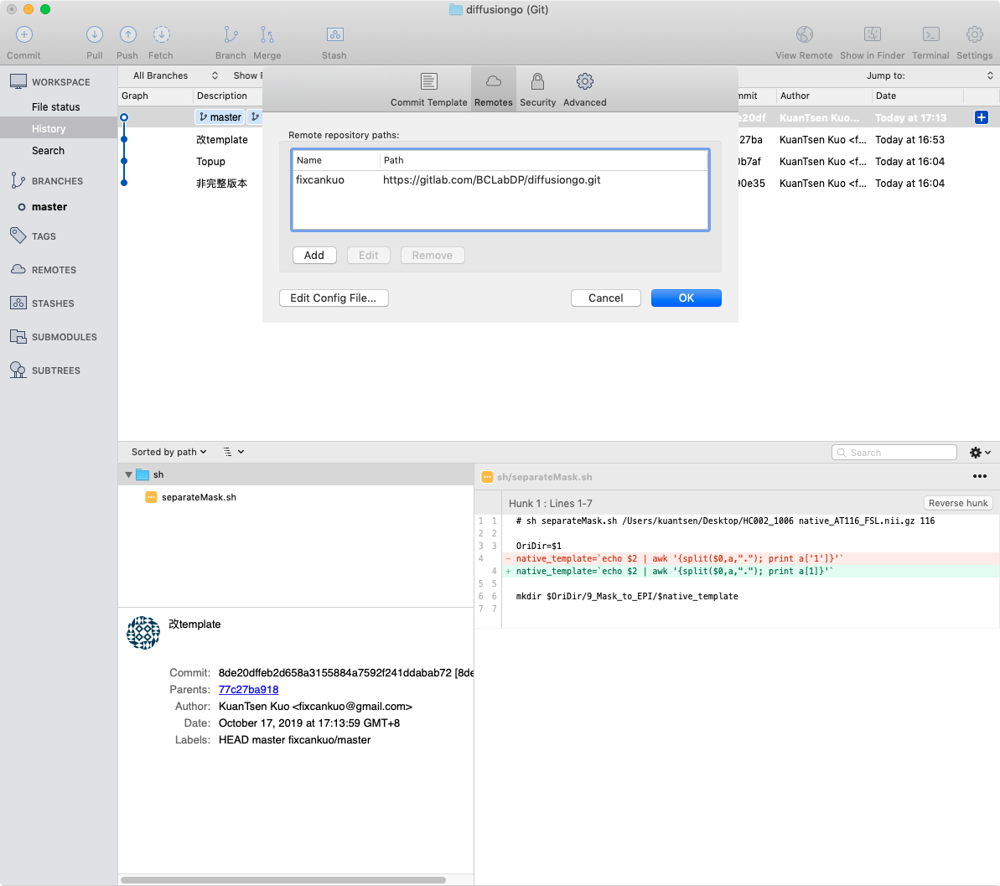 diffusiongo (Git)
Commit
Pull
Push
Fetch
Branch
Merge
Stash
View Remote
Show in Finder
Terminal
Settings
WORKSPACE
File status
History
Search
BRANCHES
master
TAGS
REMOTES
STASHES
SUBMODULES
SUBTREES
All Branches
Show
Jump to:
Graph
Description
Author
Date
master
e20df
KuanTsen Kuo...
Today at 17:13
改template
27ba
KuanTsen Kuo <f...
Today at 16:53
Topup
b7af
KuanTsen Kuo <f...
Today at 16:04
非完整版本
0e35
KuanTsen Kuo <f...
Today at 16:04
Commit Template
Remotes
Security
Advanced
Remote repository paths:
Name
Path
fixcankuo
https://gitlab.com/BCLabDP/diffusiongo.git
Add
Edit
Remove
Edit Config File...
Cancel
OK
Sorted by path
Search
sh
separateMask.sh
sh/separateMask.sh
Hunk 1 : Lines 1-7
Reverse hunk
1 1 # sh separateMask.sh /Users/kuantsen/Desktop/HC002_1006 native_AT116_FSL.nii.gz 116
2 2
3 3 OriDir=$1
4 - native_template=`echo $2 | awk '{split($0,a,"."); print a['1']}'`
4 + native_template=`echo $2 | awk '{split($0,a,"."); print a[1]}'`
5 5
6 6 mkdir $OriDir/9_Mask_to_EPI/$native_template
7 7
改template
Commit: 8de20dffeb2d658a3155884a7592f241ddabab72 [8de
Parents: 77c27ba918
Author: KuanTsen Kuo <fixcankuo@gmail.com>
Date: October 17, 2019 at 17:13:59 GMT+8
Labels: HEAD master fixcankuo/master